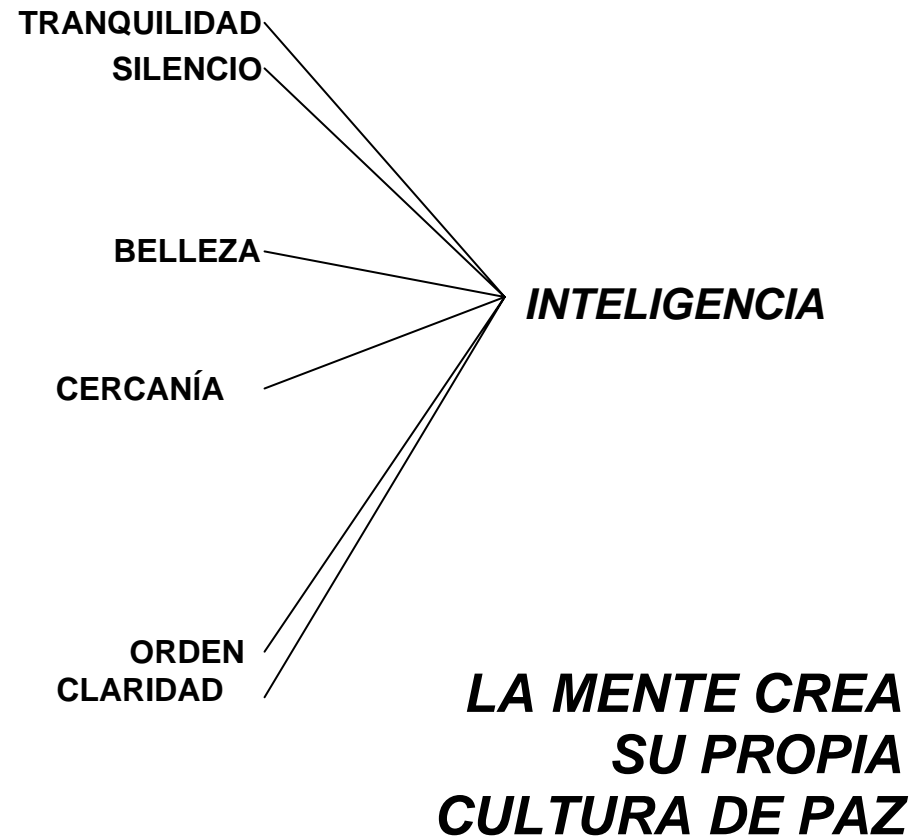 TRANQUILIDAD
SILENCIO
BELLEZA
INTELIGENCIA
CERCANÍA
ORDEN
CLARIDAD
LA MENTE CREA
SU PROPIA
CULTURA DE PAZ